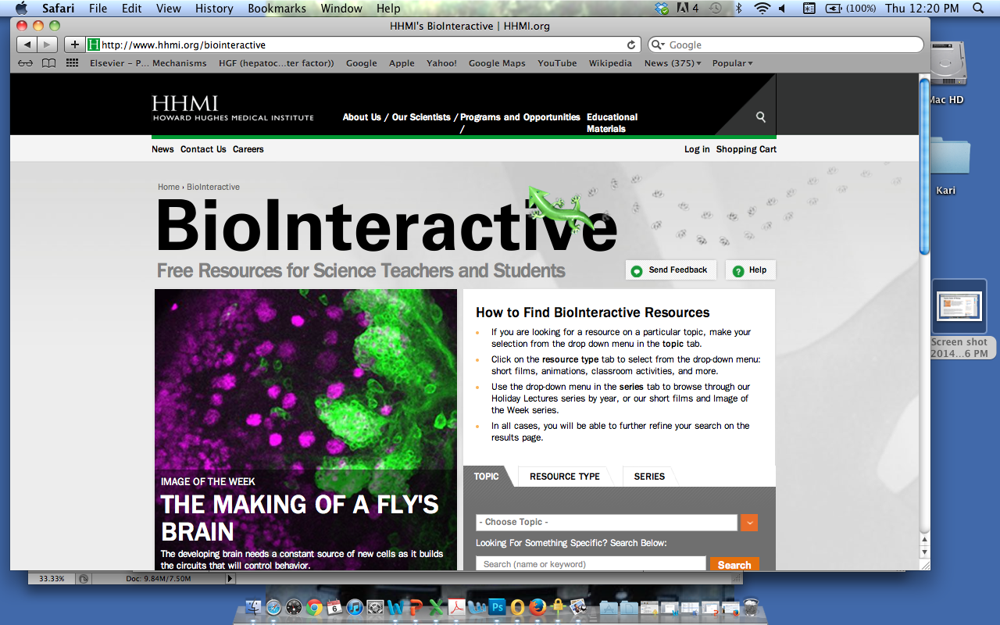 Safari File Edit View History Bookmarks Window Help
4 (100%) Thu 12:20 PM
HHMI's BioInteractive | HHMI.org
http://www.hhmi.org/biointeractive
Google
Elsevier – P... Mechanisms HGF (hepatoc...ter factor)) Google Apple Yahoo! Google Maps YouTube Wikipedia News (375) Popular
HHMI
HOWARD HUGHES MEDICAL INSTITUTE
About Us / Our Scientists / Programs and Opportunities /
Educational
Materials
News Contact Us Careers
Log in Shopping Cart
Home › BioInteractive
BioInteractive
Free Resources for Science Teachers and Students
Send Feedback
Help
IMAGE OF THE WEEK
THE MAKING OF A FLY'S
BRAIN
The developing brain needs a constant source of new cells as it builds
the circuits that will control behavior.
How to Find BioInteractive Resources
If you are looking for a resource on a particular topic, make your
selection from the drop down menu in the topic tab.
Click on the resource type tab to select from the drop-down menu:
short films, animations, classroom activities, and more.
Use the drop-down menu in the series tab to browse through our
Holiday Lectures series by year, or our short films and Image of
the Week series.
In all cases, you will be able to further refine your search on the
results page.
TOPIC RESOURCE TYPE SERIES
- Choose Topic -
Looking For Something Specific? Search Below:
Search (name or keyword)
Search
Mac HD
Kari
Screen shot
2014...6 PM
33.33% Doc: 9.84M/7.50M